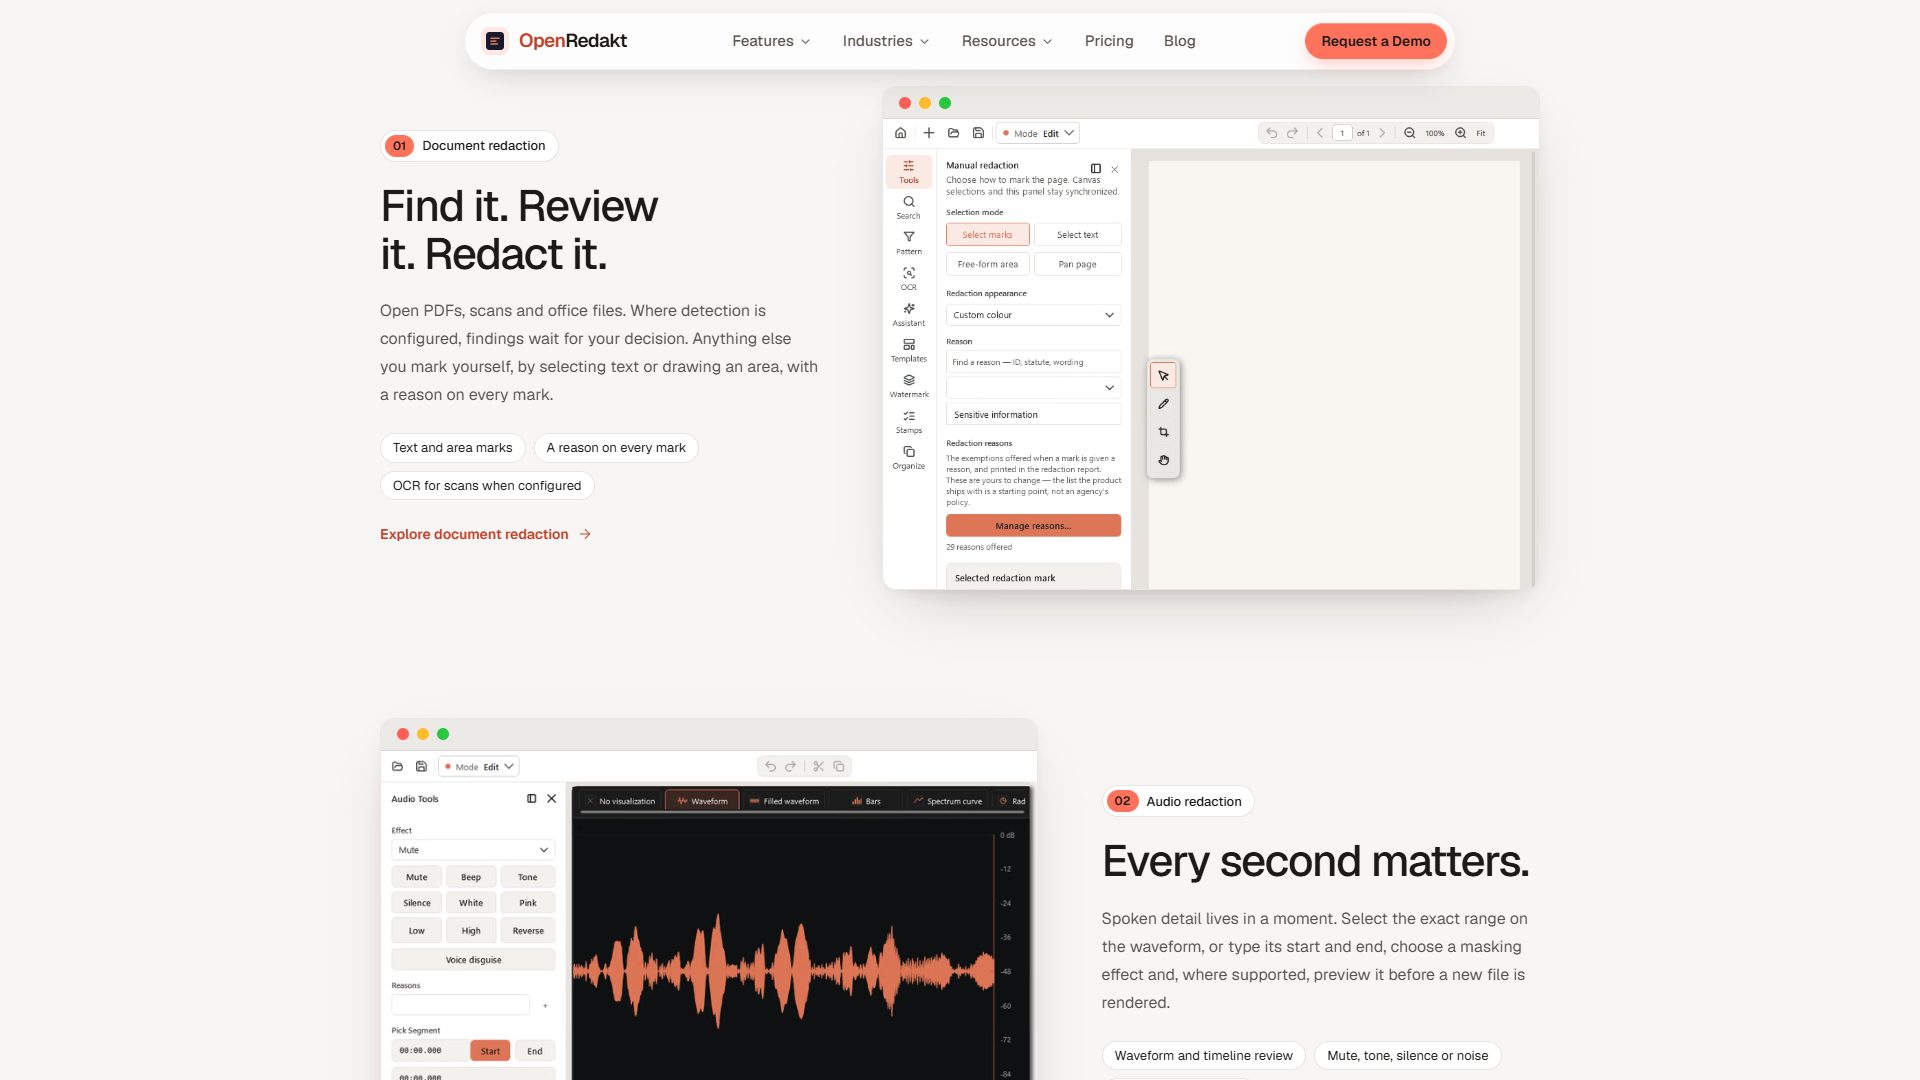 OpenRedakt
Features
Industries
Resources
Pricing
Blog
Request a Demo
01 Document redaction
Find it. Review
it. Redact it.
Open PDFs, scans and office files. Where detection is
configured, findings wait for your decision. Anything else
you mark yourself, by selecting text or drawing an area, with
a reason on every mark.
Text and area marks
A reason on every mark
OCR for scans when configured
Explore document redaction
Mode Edit
1 of 1
100%
Fit
Tools
Search
Pattern
OCR
Assistant
Templates
Watermark
Stamps
Organize
Manual redaction
Choose how to mark the page. Canvas
selections and this panel stay synchronized.
Selection mode
Select marks
Select text
Free-form area
Pan page
Redaction appearance
Custom colour
Reason
Find a reason — ID, statute, wording
Sensitive information
Redaction reasons
The exemptions offered when a mark is given a
reason, and printed in the redaction report.
These are yours to change — the list the product
ships with is a starting point, not an agency's
policy.
Manage reasons...
29 reasons offered
Selected redaction mark
Mode Edit
Audio Tools
Effect
Mute
Mute
Beep
Tone
Silence
White
Pink
Low
High
Reverse
Voice disguise
Reasons
+
Pick Segment
00:00.000
Start
End
00:00.000
No visualization
Waveform
Filled waveform
Bars
Spectrum curve
Rad
0 dB
-12
-24
-36
-48
-60
-72
-84
02 Audio redaction
Every second matters.
Spoken detail lives in a moment. Select the exact range on
the waveform, or type its start and end, choose a masking
effect and, where supported, preview it before a new file is
rendered.
Waveform and timeline review
Mute, tone, silence or noise